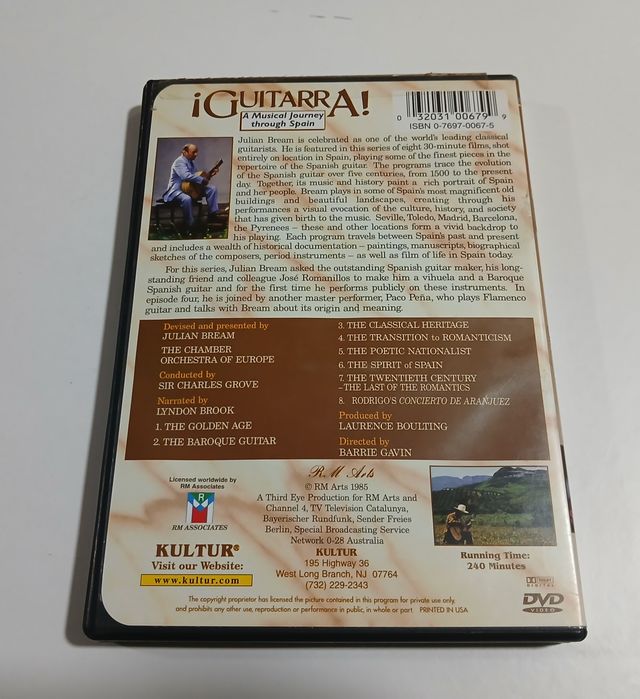 ¡GUITARRA!
A Musical Journey
through Spain
0 32031 00679 9
ISBN 0-7697-0067-5
Julian Bream is celebrated as one of the world's leading classical
guitarists. He is featured in this series of eight 30-minute films, shot
entirely on location in Spain, playing some of the finest pieces in the
repertoire of the Spanish guitar. The programs trace the evolution
of the Spanish guitar over five centuries, from 1500 to the present
day. Together, its music and history paint a rich portrait of Spain
and her people. Bream plays in some of Spain's most magnificent old
buildings and beautiful landscapes, creating through his
performances a visual evocation of the culture, history, and society
that has given birth to the music. Seville, Toledo, Madrid, Barcelona,
the Pyrenees – these and other locations form a vivid backdrop to
his playing. Each program travels between Spain's past and present
and includes a wealth of historical documentation – paintings, manuscripts, biographical
sketches of the composers, period instruments – as well as film of life in Spain today.
For this series, Julian Bream asked the outstanding Spanish guitar maker, his long-
standing friend and colleague José Romanillos to make him a vihuela and a Baroque
Spanish guitar and for the first time he performs publicly on these instruments. In
episode four, he is joined by another master performer, Paco Peña, who plays Flamenco
guitar and talks with Bream about its origin and meaning.
Devised and presented by
JULIAN BREAM
THE CHAMBER
ORCHESTRA OF EUROPE
Conducted by
SIR CHARLES GROVE
Narrated by
LYNDON BROOK
1. THE GOLDEN AGE
2. THE BAROQUE GUITAR
3. THE CLASSICAL HERITAGE
4. THE TRANSITION to ROMANTICISM
5. THE POETIC NATIONALIST
6. THE SPIRIT of SPAIN
7. THE TWENTIETH CENTURY
–THE LAST OF THE ROMANTICS
8. RODRIGO'S CONCIERTO DE ARANJUEZ
Produced by
LAURENCE BOULTING
Directed by
BARRIE GAVIN
Licensed worldwide by
RM Associates
R
M
RM ASSOCIATES
KULTUR®
Visit our Website:
www.kultur.com
RM Arts
© RM Arts 1985
A Third Eye Production for RM Arts and
Channel 4, TV Television Catalunya,
Bayerischer Rundfunk, Sender Freies
Berlin, Special Broadcasting Service
Network 0-28 Australia
KULTUR
195 Highway 36
West Long Branch, NJ 07764
(732) 229-2343
Running Time:
240 Minutes
The copyright proprietor has licensed the picture contained in this program for private use only
and prohibits any other use, reproduction or performance in public, in whole or part. PRINTED IN USA
DOLBY
DIGITAL
DVD
VIDEO